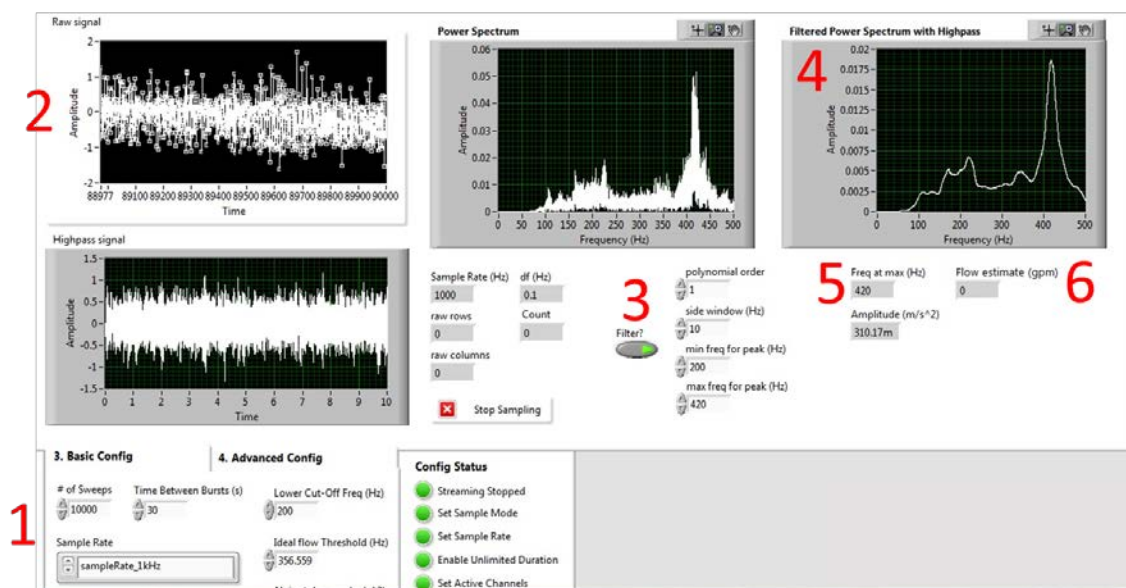 Raw signal
2
2
1
0
-1
-2
Amplitude
88977 89100 89200 89300 89400 89500 89600 89700 89800 89900 90000
Time
Power Spectrum
0.06
0.05
0.04
0.03
0.02
0.01
0
Amplitude
0 50 100 150 200 250 300 350 400 450 500
Frequency (Hz)
Filtered Power Spectrum with Highpass
4
0.02
0.0175
0.015
0.0125
0.01
0.0075
0.005
0.0025
0
Amplitude
0 100 200 300 400 500
Frequency (Hz)
Highpass signal
1.5
1
0.5
0
-0.5
-1
-1.5
Amplitude
0 1 2 3 4 5 6 7 8 9 10
Time
Sample Rate (Hz) df (Hz)
1000 0.1
raw rows Count
0 0
raw columns
0
Stop Sampling
3
Filter?
polynomial order
1
side window (Hz)
10
min freq for peak (Hz)
200
max freq for peak (Hz)
420
5
Freq at max (Hz) Flow estimate (gpm)
420 0
6
Amplitude (m/s^2)
310.17m
1
3. Basic Config 4. Advanced Config
# of Sweeps Time Between Bursts (s) Lower Cut-Off Freq (Hz)
10000 30 200
Sample Rate Ideal flow Threshold (Hz)
sampleRate_1kHz 356.559
Config Status
Streaming Stopped
Set Sample Mode
Set Sample Rate
Enable Unlimited Duration
Set Active Channels